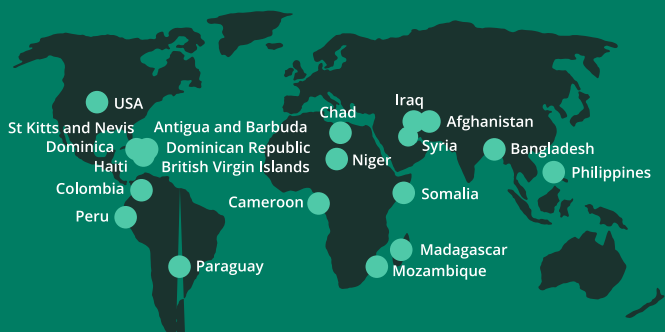 USA
St Kitts and Nevis
Dominica
Haiti
Antigua and Barbuda
Dominican Republic
British Virgin Islands
Colombia
Peru
Paraguay
Chad
Niger
Cameroon
Iraq
Afghanistan
Syria
Bangladesh
Philippines
Somalia
Madagascar
Mozambique